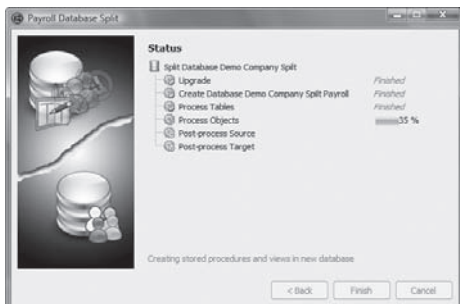 Payroll Database Split
Status
Split Database Demo Company Split
Upgrade Finished
Create Database Demo Company Split Payroll Finished
Process Tables Finished
Process Objects 35 %
Post-process Source
Post-process Target
Creating stored procedures and views in new database
< Back Finish Cancel